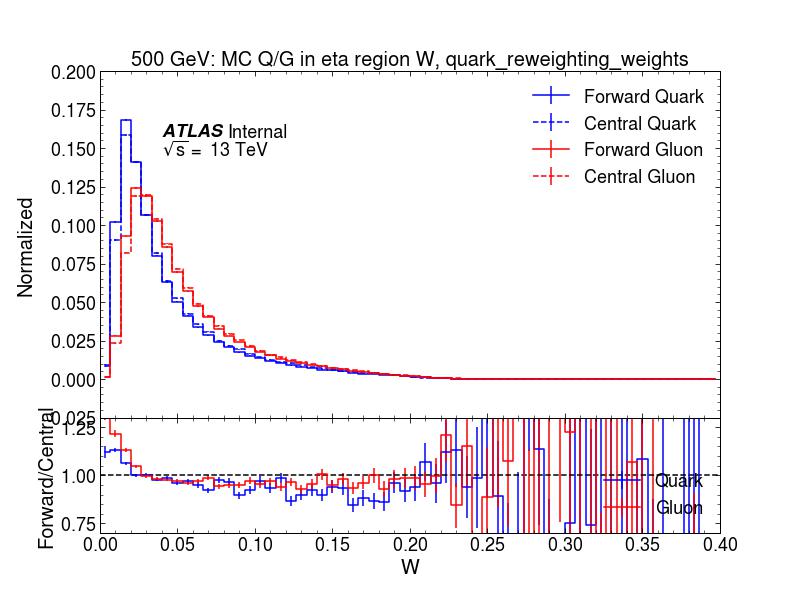 500 GeV: MC Q/G in eta region W, quark_reweighting_weights
0.200
0.175
0.150
0.125
0.100
0.075
0.050
0.025
0.000
0.025
Normalized
ATLAS Internal
√s = 13 TeV
Forward Quark
Central Quark
Forward Gluon
Central Gluon
1.25
1.00
0.75
Forward/Central
Quark
Gluon
0.00 0.05 0.10 0.15 0.20 0.25 0.30 0.35 0.40
W